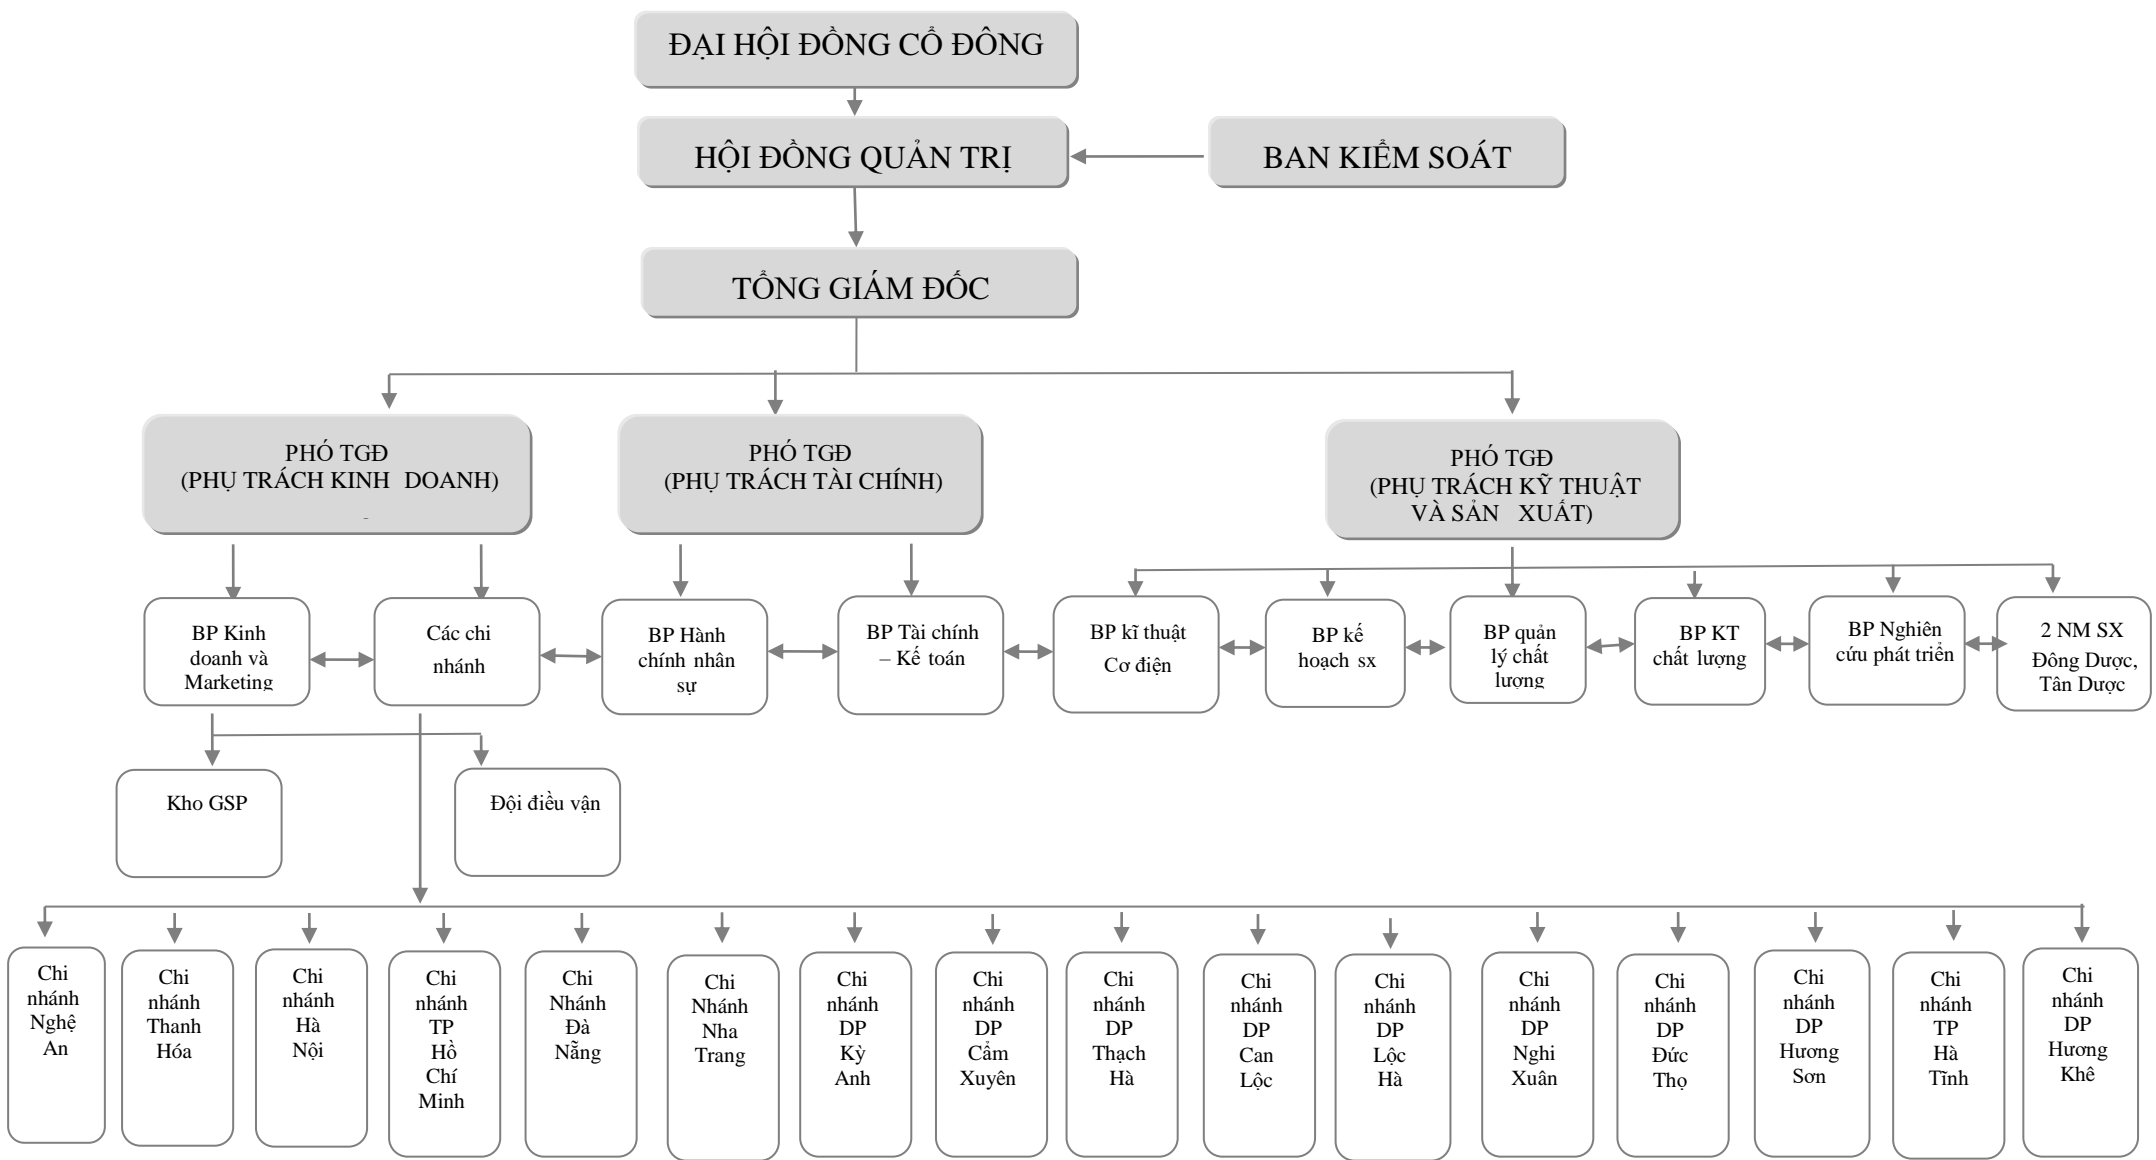 ĐẠI HỘI ĐỒNG CỔ ĐÔNG
HỘI ĐỒNG QUẢN TRỊ
BAN KIỂM SOÁT
TỔNG GIÁM ĐỐC
PHÓ TGĐ
(PHỤ TRÁCH KINH DOANH)
PHÓ TGĐ
(PHỤ TRÁCH TÀI CHÍNH)
PHÓ TGĐ
(PHỤ TRÁCH KỸ THUẬT
VÀ SẢN XUẤT)
BP Kinh
doanh và
Marketing
Các chi
nhánh
BP Hành
chính nhân
sự
BP Tài chính
– Kế toán
BP kĩ thuật
Cơ điện
BP kế
hoạch sx
BP quản
lý chất
lượng
BP KT
chất lượng
BP Nghiên
cứu phát triển
2 NM SX
Đông Dược,
Tân Dược
Kho GSP
Đội điều vận
Chi
nhánh
Nghệ
An
Chi
nhánh
Thanh
Hóa
Chi
nhánh
Hà
Nội
Chi
nhánh
TP
Hồ
Chí
Minh
Chi
Nhánh
Đà
Nẵng
Chi
Nhánh
Nha
Trang
Chi
nhánh
DP
Kỳ
Anh
Chi
nhánh
DP
Cẩm
Xuyên
Chi
nhánh
DP
Thạch
Hà
Chi
nhánh
DP
Can
Lộc
Chi
nhánh
DP
Lộc
Hà
Chi
nhánh
DP
Nghi
Xuân
Chi
nhánh
DP
Đức
Thọ
Chi
nhánh
DP
Hương
Sơn
Chi
nhánh
TP
Hà
Tĩnh
Chi
nhánh
DP
Hương
Khê